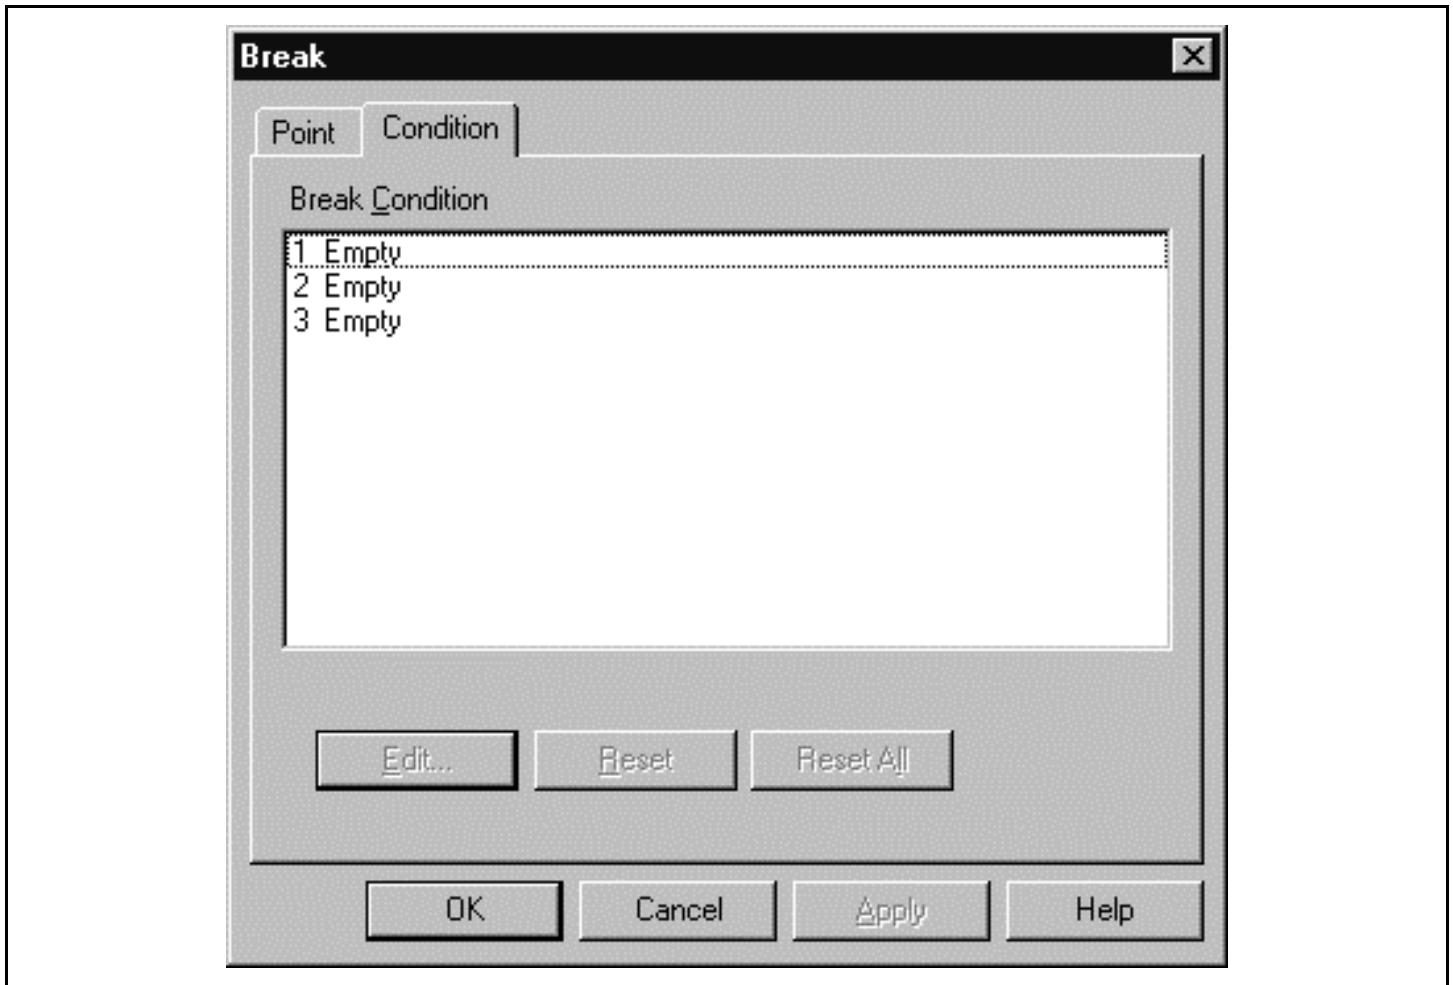 Break
Point Condition
Break Condition
1 Empty
2 Empty
3 Empty
Edit... Reset Reset All
OK Cancel Apply Help